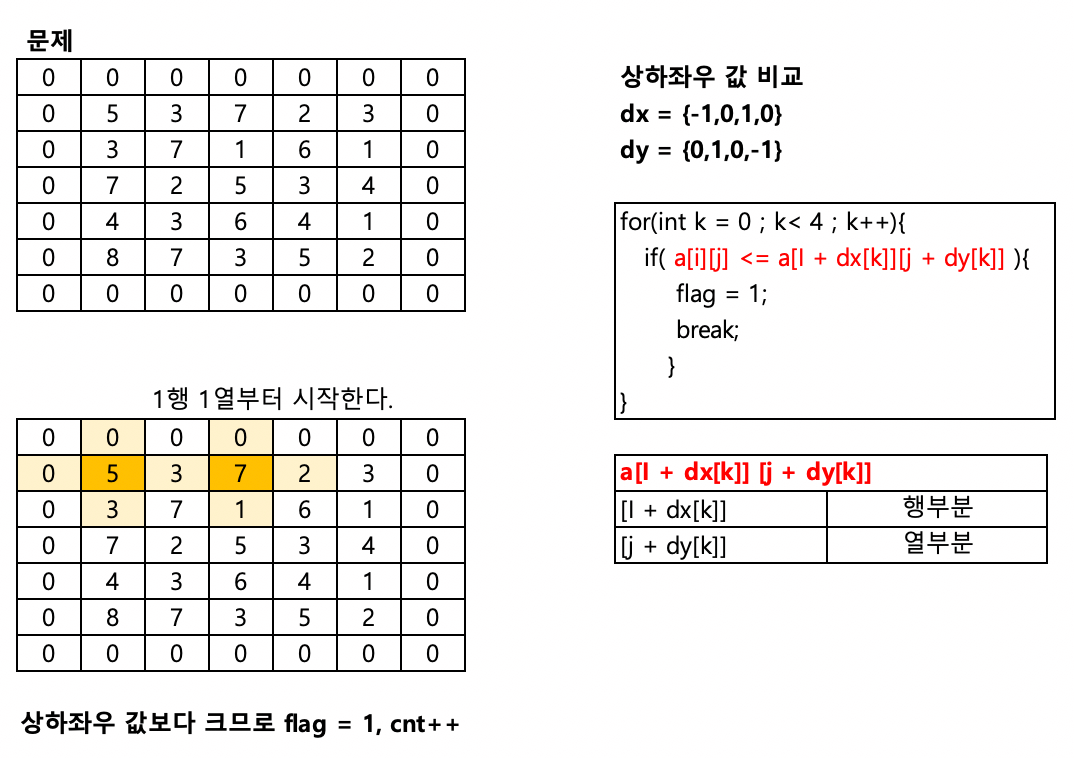 문제
0 0 0 0 0 0 0
0 5 3 7 2 3 0
0 3 7 1 6 1 0
0 7 2 5 3 4 0
0 4 3 6 4 1 0
0 8 7 3 5 2 0
0 0 0 0 0 0 0
1행 1열부터 시작한다.
0 0 0 0 0 0 0
0 5 3 7 2 3 0
0 3 7 1 6 1 0
0 7 2 5 3 4 0
0 4 3 6 4 1 0
0 8 7 3 5 2 0
0 0 0 0 0 0 0
상하좌우 값보다 크므로 flag = 1, cnt++
상하좌우 값 비교
dx = {-1,0,1,0}
dy = {0,1,0,-1}
for(int k = 0 ; k< 4 ; k++){
if( a[i][j] <= a[I + dx[k]][j + dy[k]] ){
flag = 1;
break;
}
}
a[I + dx[k]] [j + dy[k]]
[I + dx[k]] 행부분
[j + dy[k]] 열부분